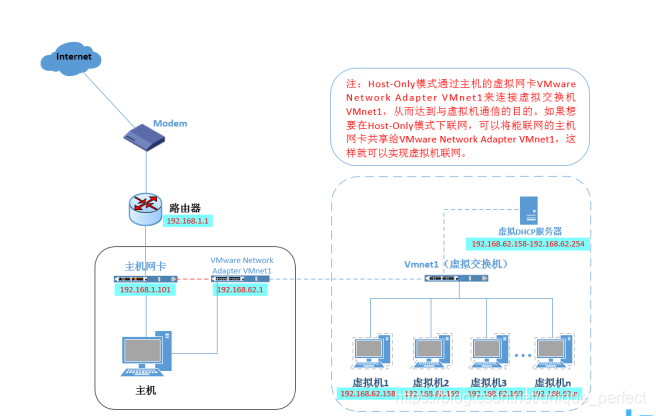 Internet
注：Host-Only模式通过主机的虚拟网卡VMware
Network Adapter VMnet1来连接虚拟交换机
VMnet1，从而达到与虚拟机通信的目的。如果想
要在Host-Only模式下联网，可以将能联网的主机
网卡共享给VMware Network Adapter VMnet1，这
样就可以实现虚拟机联网。
Modem
路由器
192.168.1.1
虚拟DHCP服务器
192.168.62.158-192.168.62.254
主机网卡
VMware Network
Adapter VMnet1
Vmnet1（虚拟交换机）
192.168.1.101
192.168.62.1
主机
虚拟机1
虚拟机2
虚拟机3
虚拟机n
192.168.62.158
192.168.62.159
192.168.62.160
192.168.62.n